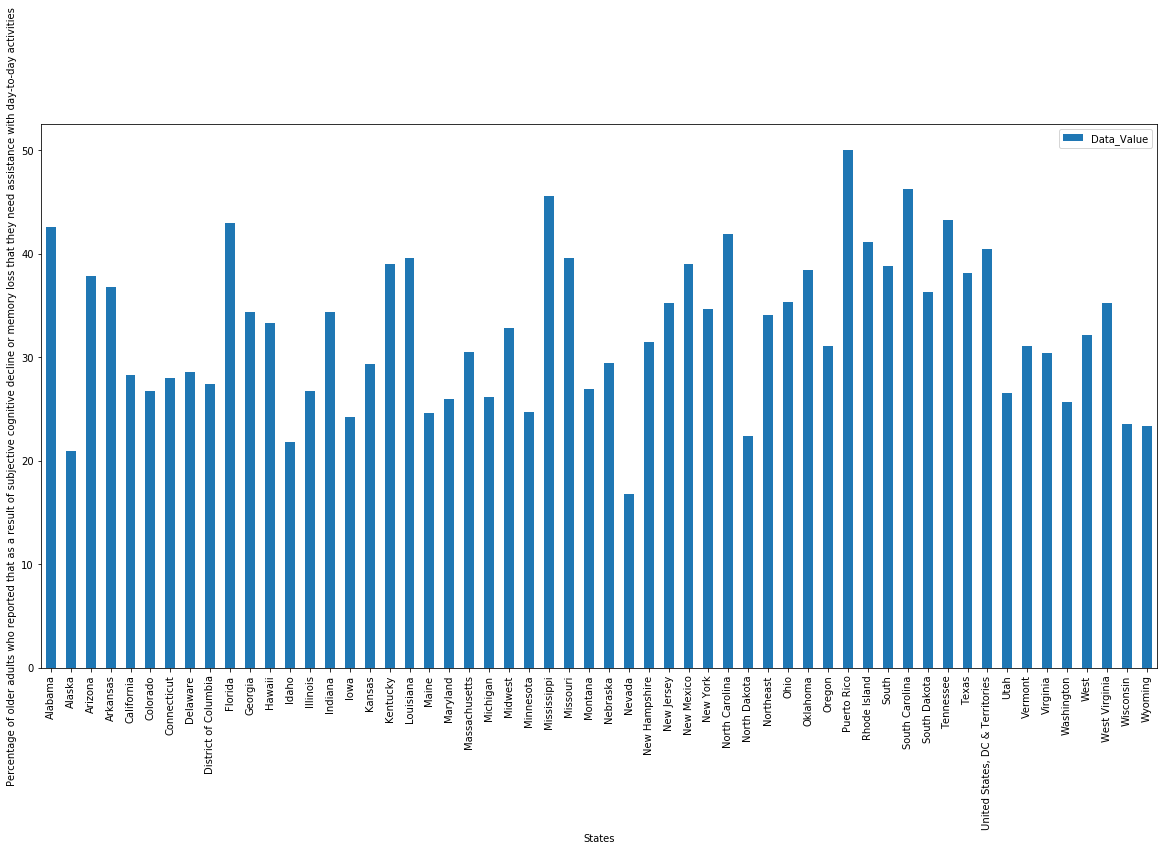 Percentage of older adults who reported that as a result of subjective cognitive decline or memory loss that they need assistance with day-to-day activities
50
40
30
20
10
0
Data_Value
Alabama
Alaska
Arizona
Arkansas
California
Colorado
Connecticut
Delaware
District of Columbia
Florida
Georgia
Hawaii
Idaho
Illinois
Indiana
Iowa
Kansas
Kentucky
Louisiana
Maine
Maryland
Massachusetts
Michigan
Midwest
Minnesota
Mississippi
Missouri
Montana
Nebraska
Nevada
New Hampshire
New Jersey
New Mexico
New York
North Carolina
North Dakota
Northeast
Ohio
Oklahoma
Oregon
Puerto Rico
Rhode Island
South
South Carolina
South Dakota
Tennessee
Texas
United States, DC & Territories
Utah
Vermont
Virginia
Washington
West
West Virginia
Wisconsin
Wyoming
States